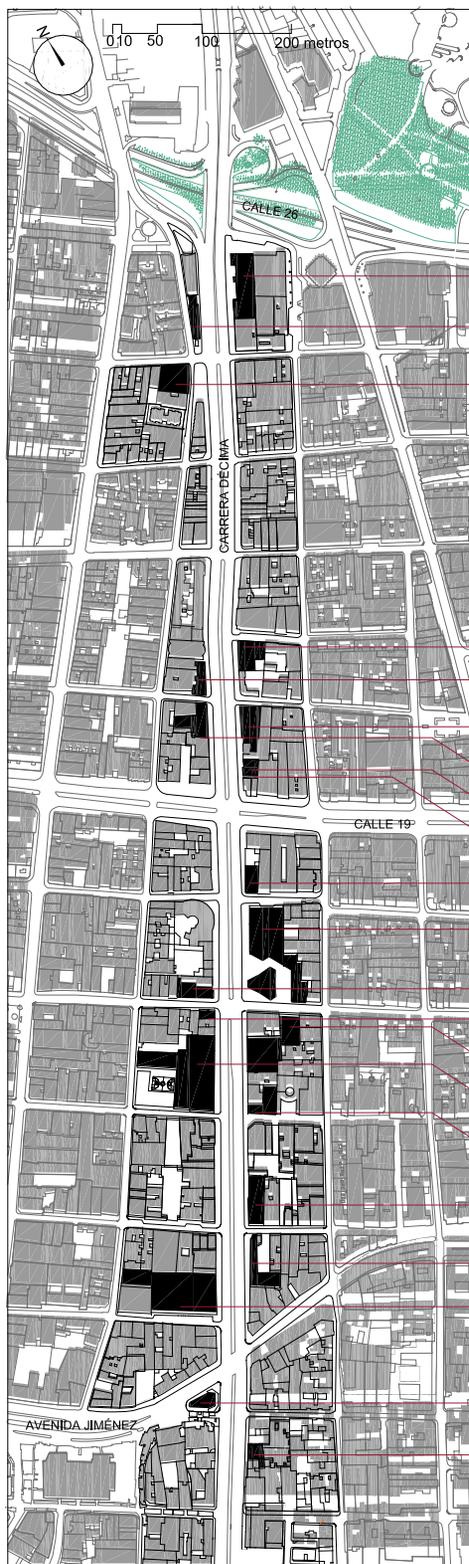 N
0 10 50 100 200 metros
CALLE 26
CARRERA DÉCIMA
CALLE 19
AVENIDA JIMÉNEZ